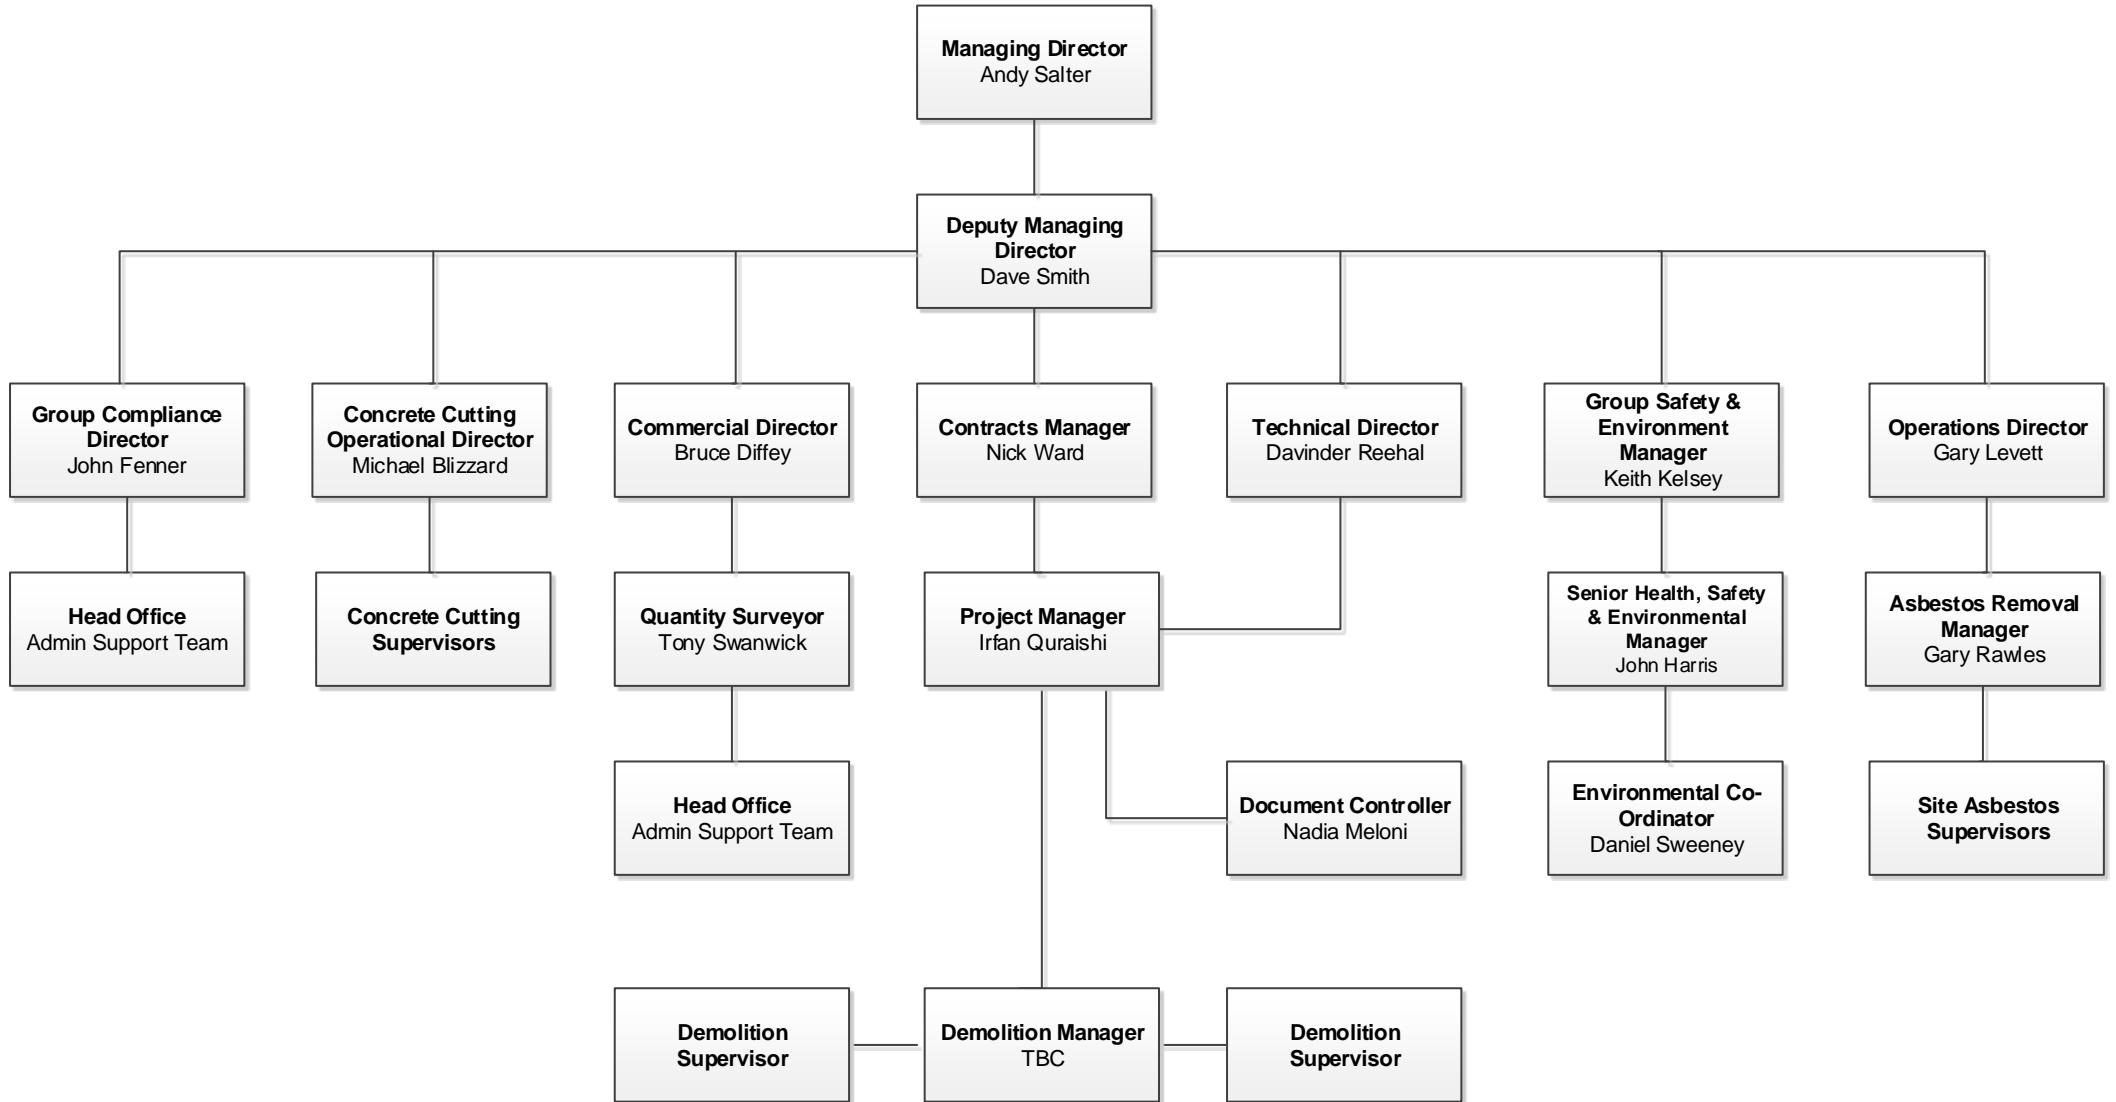 Managing Director
Andy Salter
Deputy Managing
Director
Dave Smith
Group Compliance
Director
John Fenner
Concrete Cutting
Operational Director
Michael Blizzard
Commercial Director
Bruce Diffey
Contracts Manager
Nick Ward
Technical Director
Davinder Reehal
Group Safety &
Environment
Manager
Keith Kelsey
Operations Director
Gary Levett
Head Office
Admin Support Team
Concrete Cutting
Supervisors
Quantity Surveyor
Tony Swanwick
Project Manager
Irfan Quraishi
Senior Health, Safety
& Environmental
Manager
John Harris
Asbestos Removal
Manager
Gary Rawles
Head Office
Admin Support Team
Document Controller
Nadia Meloni
Environmental Co-
Ordinator
Daniel Sweeney
Site Asbestos
Supervisors
Demolition
Supervisor
Demolition Manager
TBC
Demolition
Supervisor